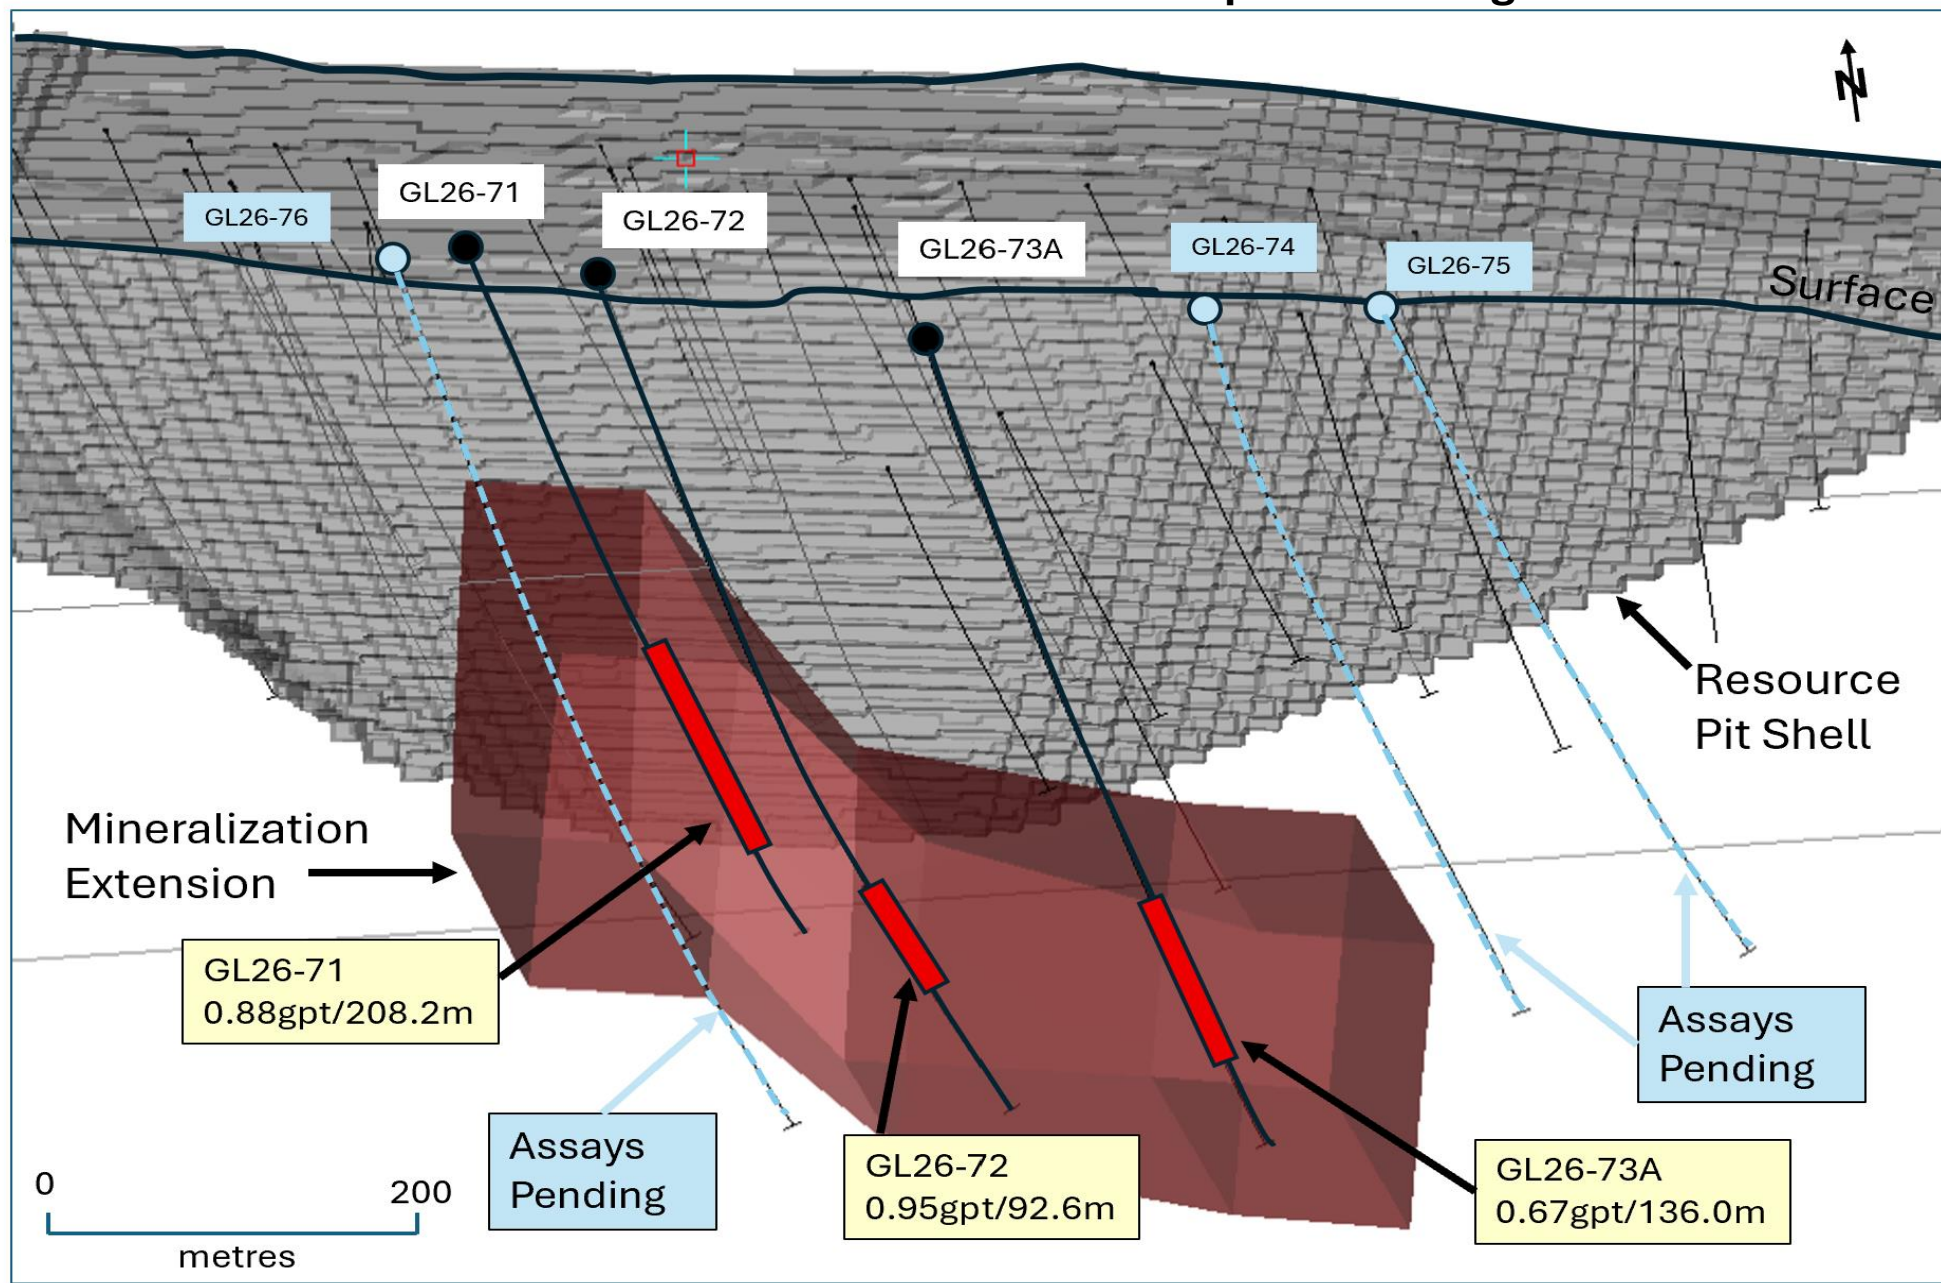 N
GL26-76
GL26-71
GL26-72
GL26-73A
GL26-74
GL26-75
Surface
Resource
Pit Shell
Mineralization
Extension
GL26-71
0.88gpt/208.2m
Assays
Pending
GL26-72
0.95gpt/92.6m
GL26-73A
0.67gpt/136.0m
Assays
Pending
0 200
metres